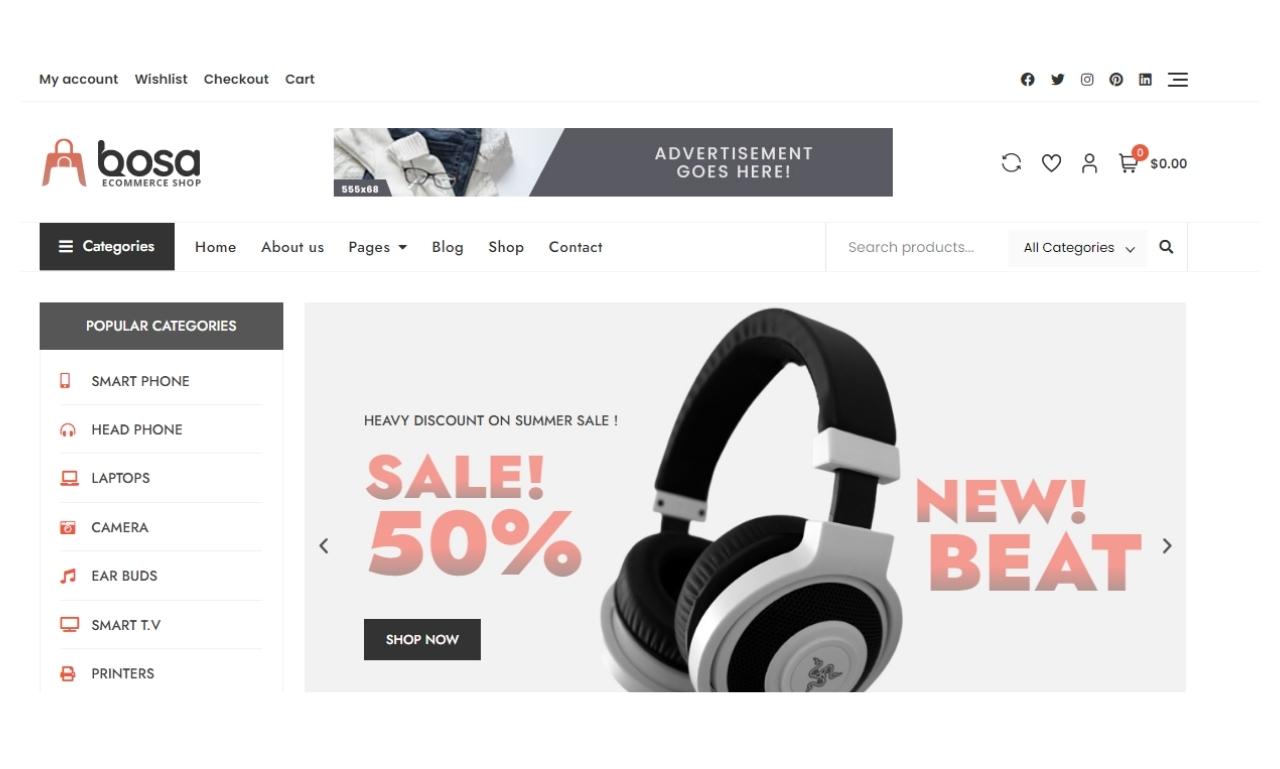 My account Wishlist Checkout Cart
bosa
ECOMMERCE SHOP
555x68
ADVERTISEMENT
GOES HERE!
0
$0.00
Categories Home About us Pages Blog Shop Contact
Search products... All Categories
POPULAR CATEGORIES
SMART PHONE
HEAD PHONE
LAPTOPS
CAMERA
EAR BUDS
SMART T.V
PRINTERS
HEAVY DISCOUNT ON SUMMER SALE !
SALE!
50%
SHOP NOW
NEW!
BEAT